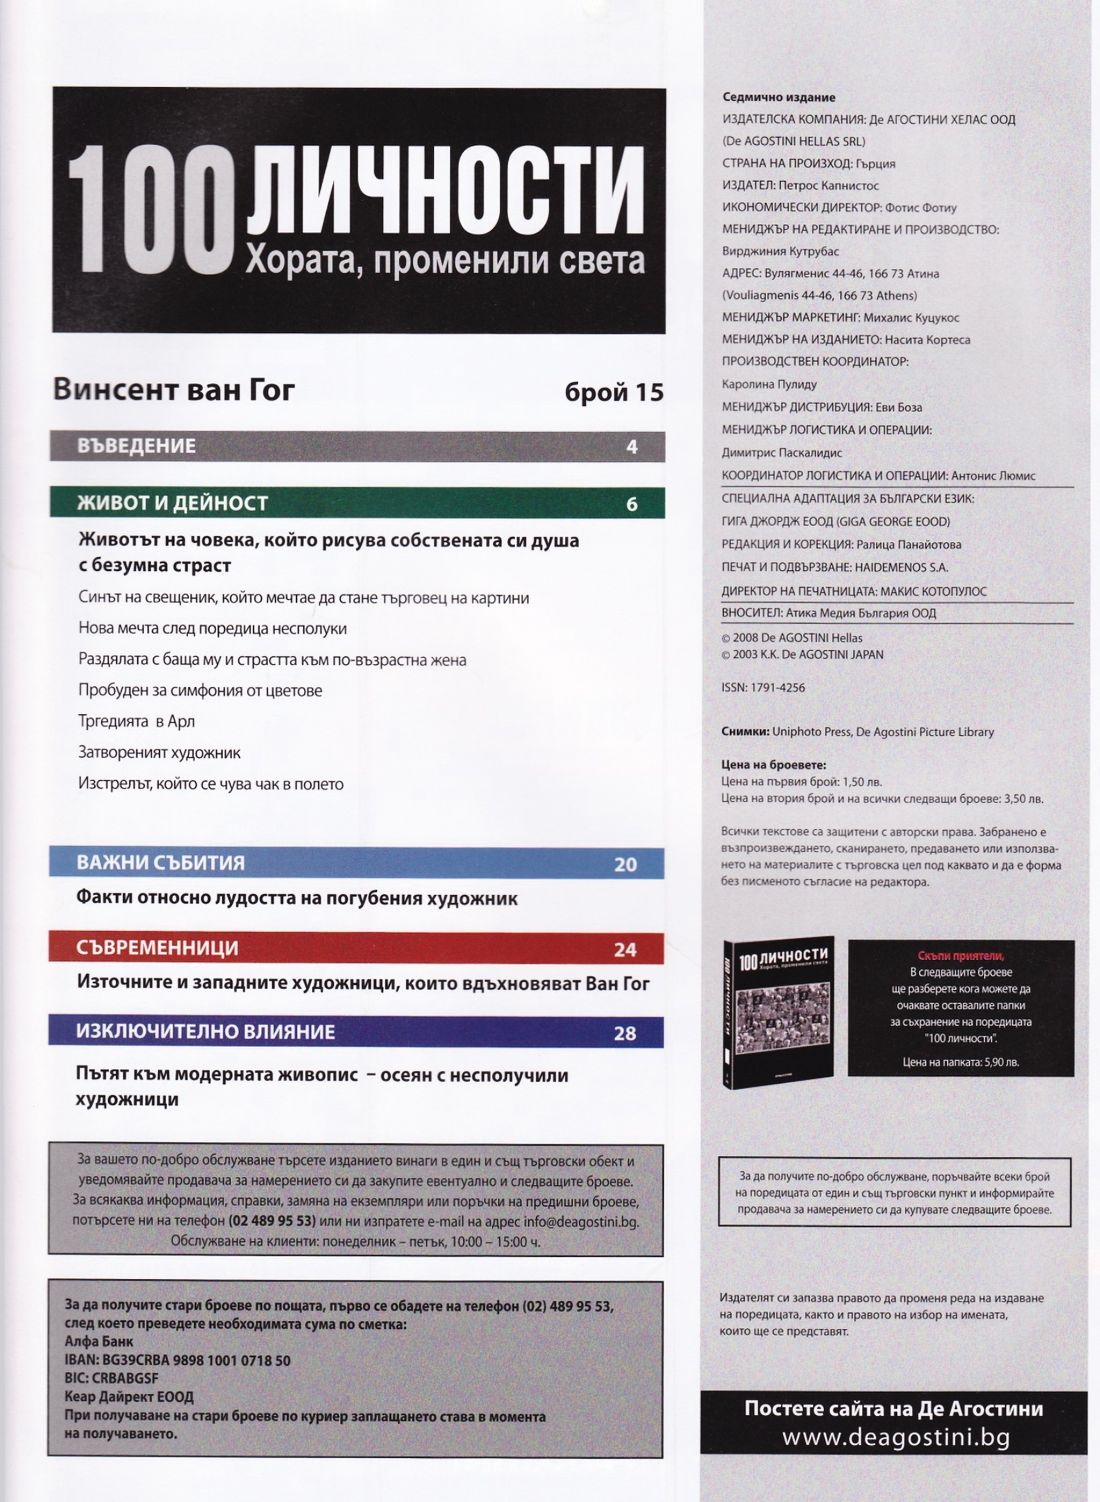 100 ЛИЧНОСТИ
Хората, променили света
Винсент ван Гог брой 15
ВЪВЕДЕНИЕ 4
ЖИВОТ И ДЕЙНОСТ 6
Животът на човека, който рисува собствената си душа
с безумна страст
Синът на свещеник, който мечтае да стане търговец на картини
Нова мечта след поредица несполуки
Раздялата с баща му и страстта към по-възрастна жена
Пробуден за симфония от цветове
Тргедията в Арл
Затвореният художник
Изстрелът, който се чува чак в полето
ВАЖНИ СЪБИТИЯ 20
Факти относно лудостта на погубения художник
СЪВРЕМЕННИЦИ 24
Източните и западните художници, които вдъхновяват Ван Гог
ИЗКЛЮЧИТЕЛНО ВЛИЯНИЕ 28
Пътят към модерната живопис – осеян с несполучили
художници
За вашето по-добро обслужване търсете изданието винаги в един и същ търговски обект и
уведомявайте продавача за намерението си да закупите евентуално и следващите броеве.
За всякаква информация, справки, замяна на екземпляри или поръчки на предишни броеве,
потърсете ни на телефон (02 489 95 53) или ни изпратете e-mail на адрес info@deagostini.bg.
Обслужване на клиенти: понеделник – петък, 10:00 – 15:00 ч.
За да получите стари броеве по пощата, първо се обадете на телефон (02) 489 95 53,
след което преведете необходимата сума по сметка:
Алфа Банк
IBAN: BG39CRBA 9898 1001 0718 50
BIC: CRBABGSF
Кеар Дайрект ЕООД
При получаване на стари броеве по куриер заплащането става в момента
на получаването.
Седмично издание
ИЗДАТЕЛСКА КОМПАНИЯ: Де АГОСТИНИ ХЕЛАС ООД
(De AGOSTINI HELLAS SRL)
СТРАНА НА ПРОИЗХОД: Гърция
ИЗДАТЕЛ: Петрос Капнистос
ИКОНОМИЧЕСКИ ДИРЕКТОР: Фотис Фотиу
МЕНИДЖЪР НА РЕДАКТИРАНЕ И ПРОИЗВОДСТВО:
Вирджиния Кутрубас
АДРЕС: Вулягменис 44-46, 166 73 Атина
(Vouliagmenis 44-46, 166 73 Athens)
МЕНИДЖЪР МАРКЕТИНГ: Михалис Куцукос
МЕНИДЖЪР НА ИЗДАНИЕТО: Насита Кортеса
ПРОИЗВОДСТВЕН КООРДИНАТОР:
Каролина Пулиду
МЕНИДЖЪР ДИСТРИБУЦИЯ: Еви Боза
МЕНИДЖЪР ЛОГИСТИКА И ОПЕРАЦИИ:
Димитрис Паскалидис
КООРДИНАТОР ЛОГИСТИКА И ОПЕРАЦИИ: Антонис Люмис
СПЕЦИАЛНА АДАПТАЦИЯ ЗА БЪЛГАРСКИ ЕЗИК:
ГИГА ДЖОРДЖ ЕООД (GIGA GEORGE EOOD)
РЕДАКЦИЯ И КОРЕКЦИЯ: Ралица Панайотова
ПЕЧАТ И ПОДВЪРЗВАНЕ: HAIDEMENOS S.A.
ДИРЕКТОР НА ПЕЧАТНИЦАТА: МАКИС КОТОПУЛОС
ВНОСИТЕЛ: Атика Медия България ООД
© 2008 De AGOSTINI Hellas
© 2003 K.K. De AGOSTINI JAPAN
ISSN: 1791-4256
Снимки: Uniphoto Press, De Agostini Picture Library
Цена на броевете:
Цена на първия брой: 1,50 лв.
Цена на втория брой и на всички следващи броеве: 3,50 лв.
Всички текстове са защитени с авторски права. Забранено е
възпроизвеждането, сканирането, предаването или използва-
нето на материалите с търговска цел под каквато и да е форма
без писменото съгласие на редактора.
100 ЛИЧНОСТИ
Хората, променили света
100 ЛИЧНОСТИ
Скъпи приятели,
В следващите броеве
ще разберете кога можете да
очаквате оставалите папки
за съхранение на поредицата
"100 личности".
Цена на папката: 5,90 лв.
За да получите по-добро обслужване, поръчвайте всеки брой
на поредицата от един и същ търговски пункт и информирайте
продавача за намерението си да купувате следващите броеве.
Издателят си запазва правото да променя реда на издаване
на поредицата, както и правото на избор на имената,
които ще се представят.
Посетете сайта на Де Агостини
www.deagostini.bg